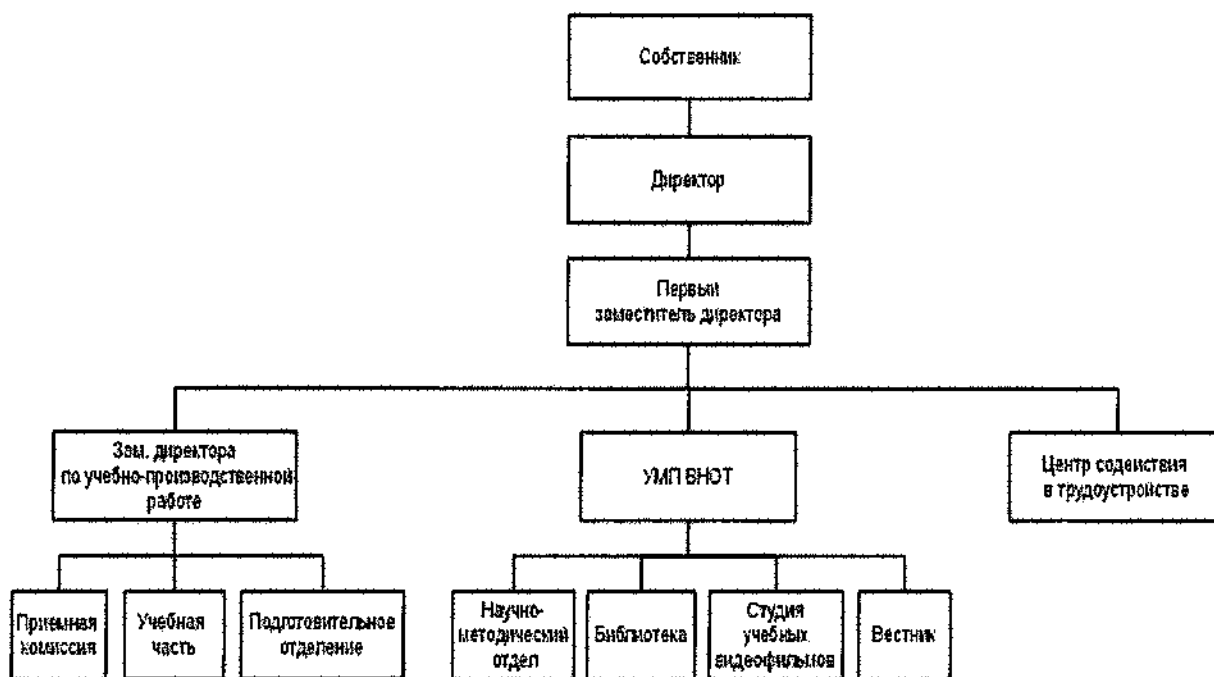 Собственник
Директор
Первый
заместитель директора
Зам. директора
по учебно-производственной
работе
УМП ВНОТ
Центр содействия
в трудоустройстве
Приемная
комиссия
Учебная
часть
Подготовительное
отделение
Научно-
методический
отдел
Библиотека
Студия
учебных
видеофильмов
Вестник